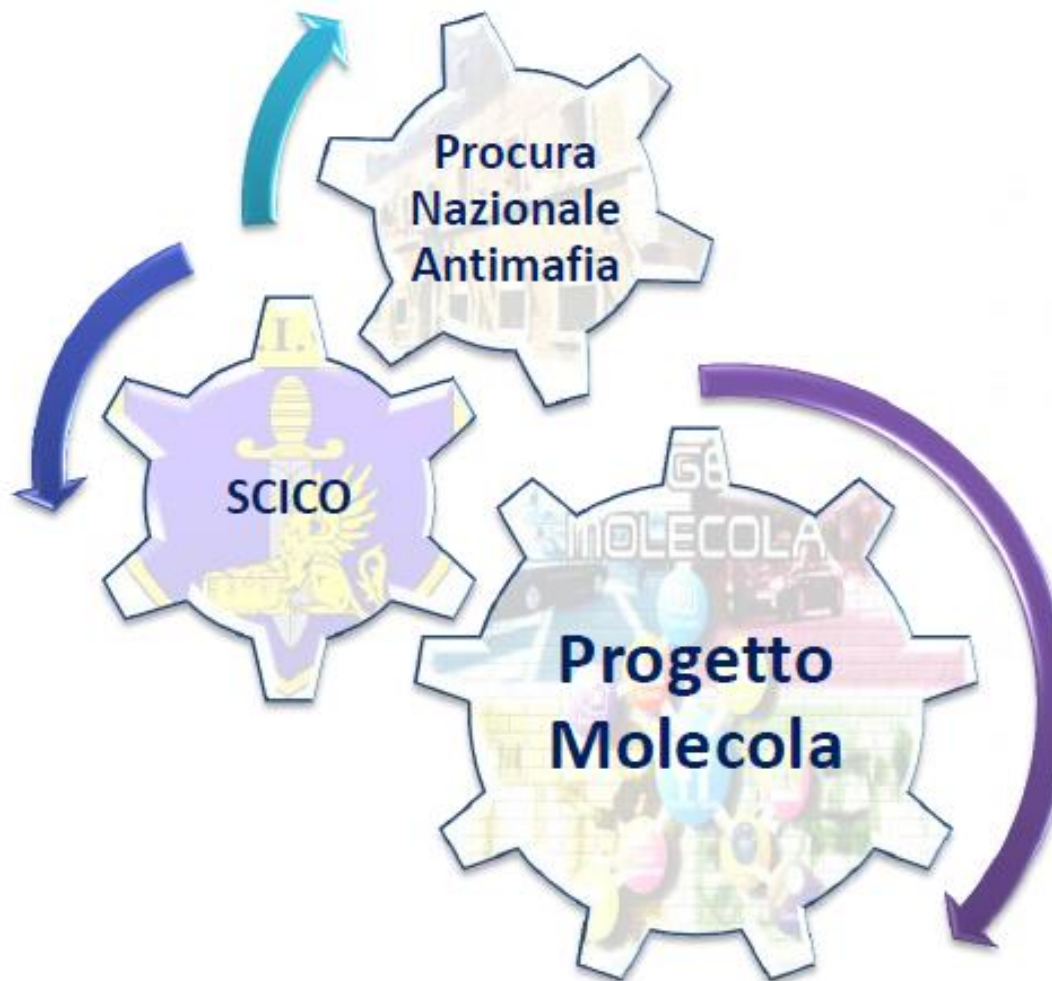 Procura
Nazionale
Antimafia
.I.
SCICO
MOLECOLA
Progetto
Molecola